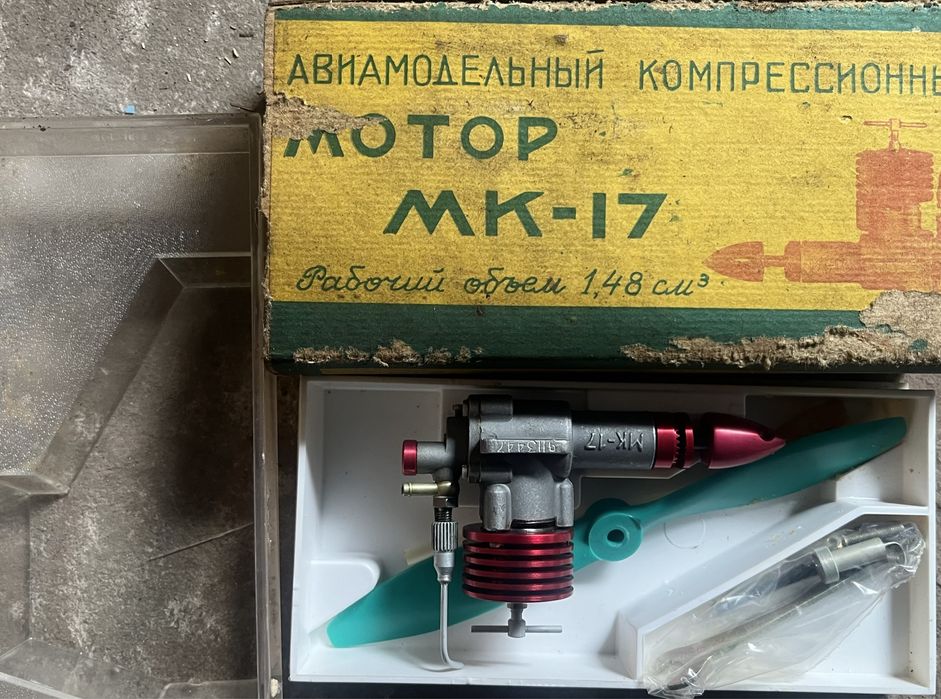 АВИАМОДЕЛЬНЫЙ КОМПРЕССИОННЫ
МОТОР
МК-17
Рабочий объем 1,48 см³
МК-17